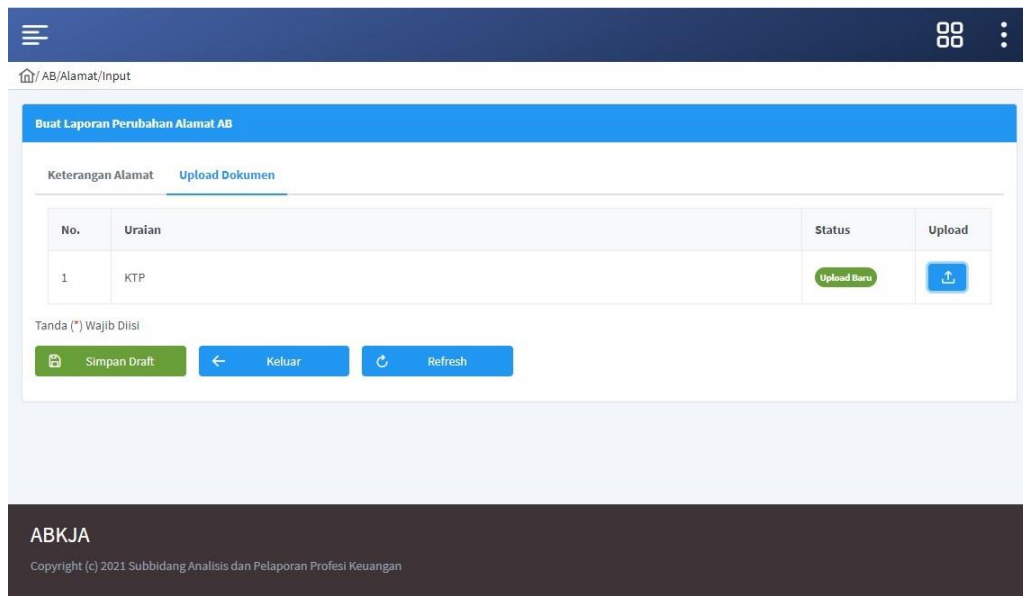 / AB/Alamat/Input
Buat Laporan Perubahan Alamat AB
Keterangan Alamat Upload Dokumen
No. Uraian Status Upload
1 KTP Upload Baru
Tanda (*) Wajib Diisi
Simpan Draft Keluar Refresh
ABKJA
Copyright (c) 2021 Subbidang Analisis dan Pelaporan Profesi Keuangan